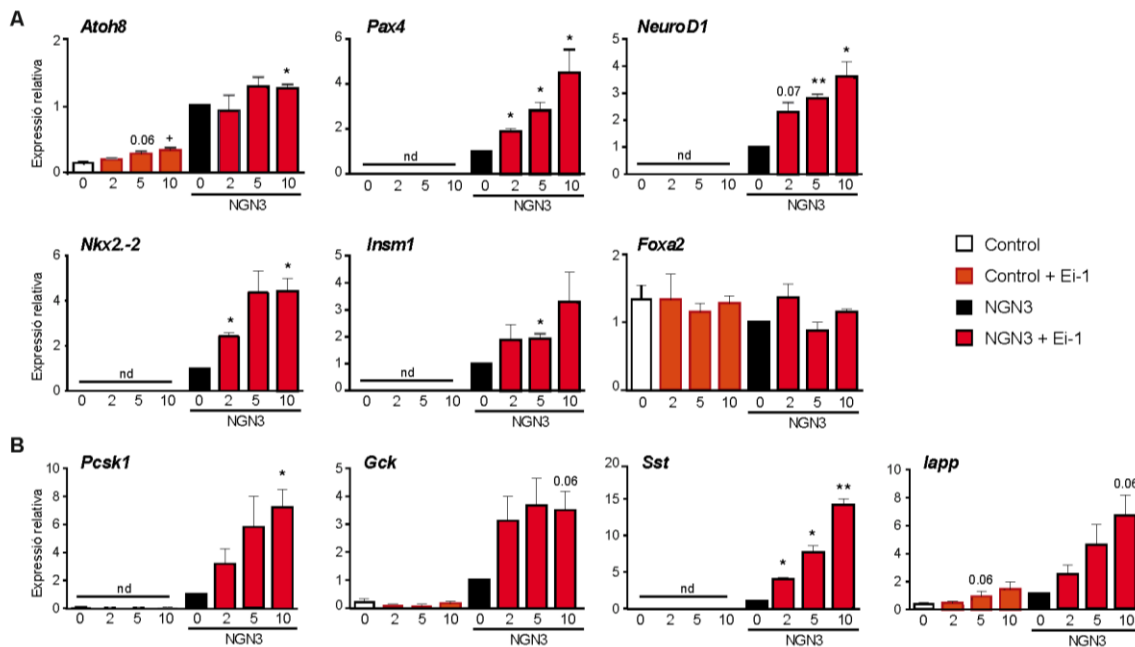 A
Atoh8
Expressió relativa
2
1
0
0.06
+
*
0 2 5 10 0 2 5 10
NGN3
Pax4
6
4
2
0
nd
* * *
0 2 5 10 0 2 5 10
NGN3
NeuroD1
5
4
3
2
1
0
nd
0.07 ** *
0 2 5 10 0 2 5 10
NGN3
Nkx2.-2
Expressió relativa
6
4
2
0
nd
* *
0 2 5 10 0 2 5 10
NGN3
Insm1
5
4
3
2
1
0
nd
*
0 2 5 10 0 2 5 10
NGN3
Foxa2
2
1
0
0 2 5 10 0 2 5 10
NGN3
Control
Control + Ei-1
NGN3
NGN3 + Ei-1
B
Pcsk1
Expressió relativa
10
8
6
4
2
0
nd
*
0 2 5 10 0 2 5 10
NGN3
Gck
5
4
3
2
1
0
0.06
0 2 5 10 0 2 5 10
NGN3
Sst
20
15
10
5
0
nd
* * **
0 2 5 10 0 2 5 10
NGN3
Iapp
10
8
6
4
2
0
0.06
0.06
0 2 5 10 0 2 5 10
NGN3